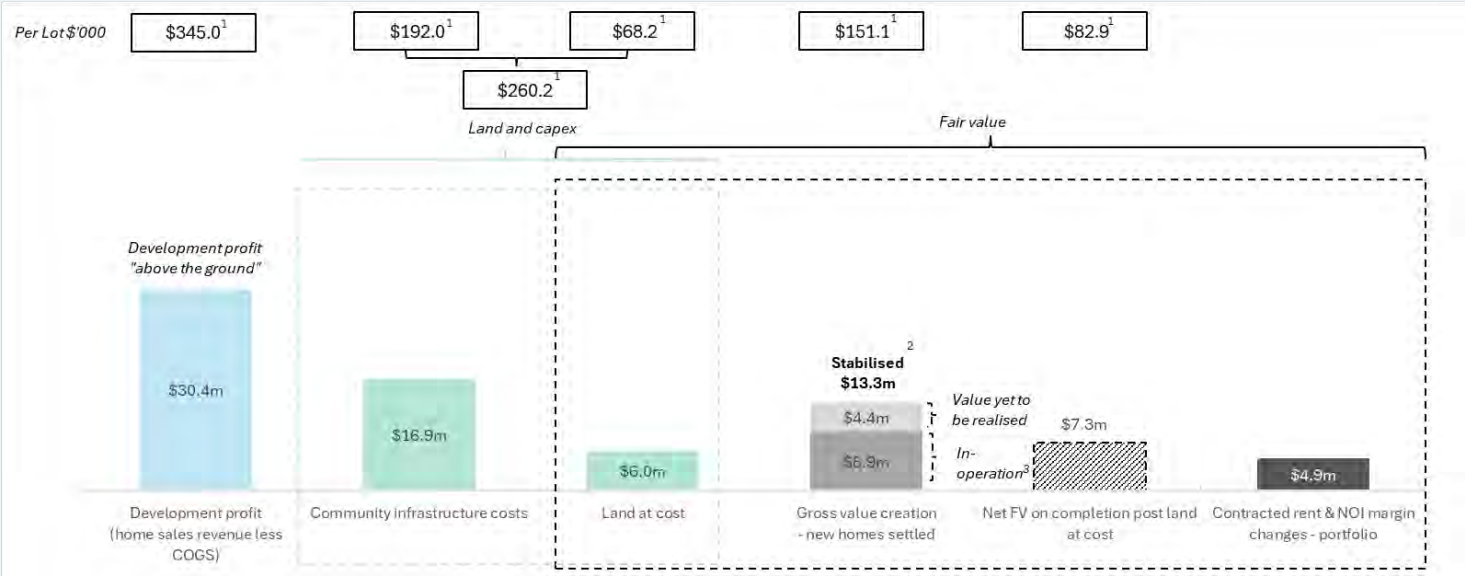 Per Lot $'000
$345.0¹
$192.0¹
$68.2¹
$151.1¹
$82.9¹
$260.2¹
Land and capex
Fair value
Development profit
"above the ground"
$30.4m
$16.9m
$6.0m
Stabilised²
$13.3m
$4.4m
Value yet to
be realised
In-
operation³
$7.3m
$4.9m
Development profit
(home sales revenue less
COGS)
Community infrastructure costs
Land at cost
Gross value creation
- new homes settled
Net FV on completion post land
at cost
Contracted rent & NOI margin
changes - portfolio